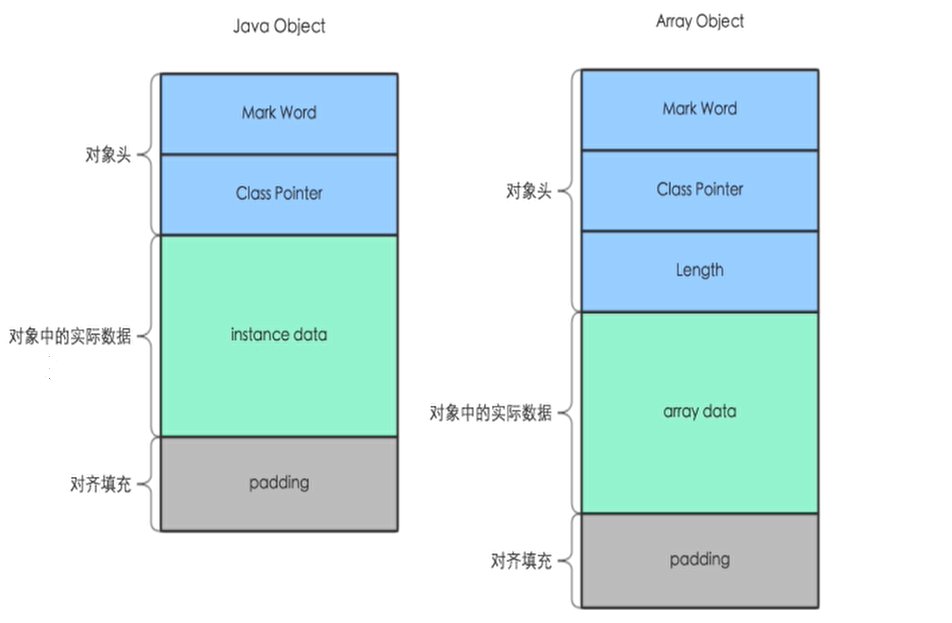 Java Object
对象头
Mark Word
Class Pointer
对象中的实际数据
instance data
对齐填充
padding
Array Object
对象头
Mark Word
Class Pointer
Length
对象中的实际数据
array data
对齐填充
padding